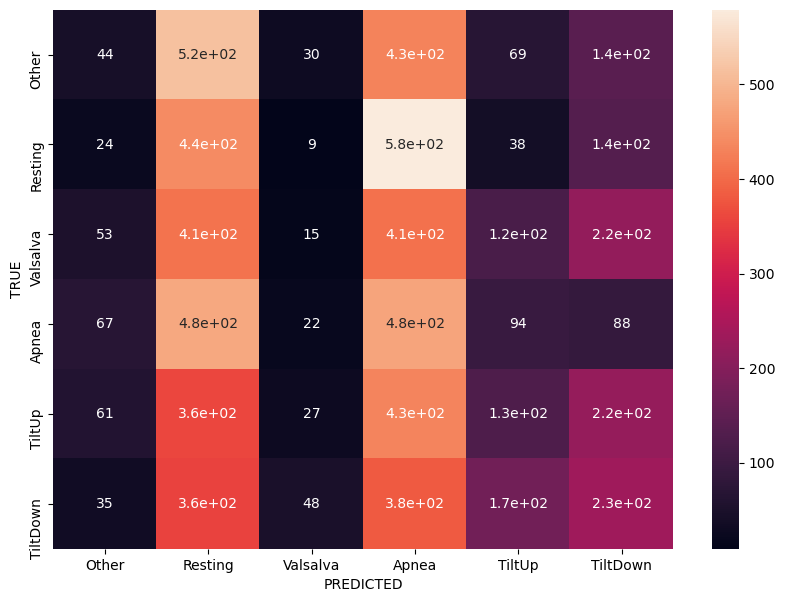 TRUE
Other 44 5.2e+02 30 4.3e+02 69 1.4e+02
Resting 24 4.4e+02 9 5.8e+02 38 1.4e+02
Valsalva 53 4.1e+02 15 4.1e+02 1.2e+02 2.2e+02
Apnea 67 4.8e+02 22 4.8e+02 94 88
TiltUp 61 3.6e+02 27 4.3e+02 1.3e+02 2.2e+02
TiltDown 35 3.6e+02 48 3.8e+02 1.7e+02 2.3e+02
Other Resting Valsalva Apnea TiltUp TiltDown
PREDICTED
500
400
300
200
100